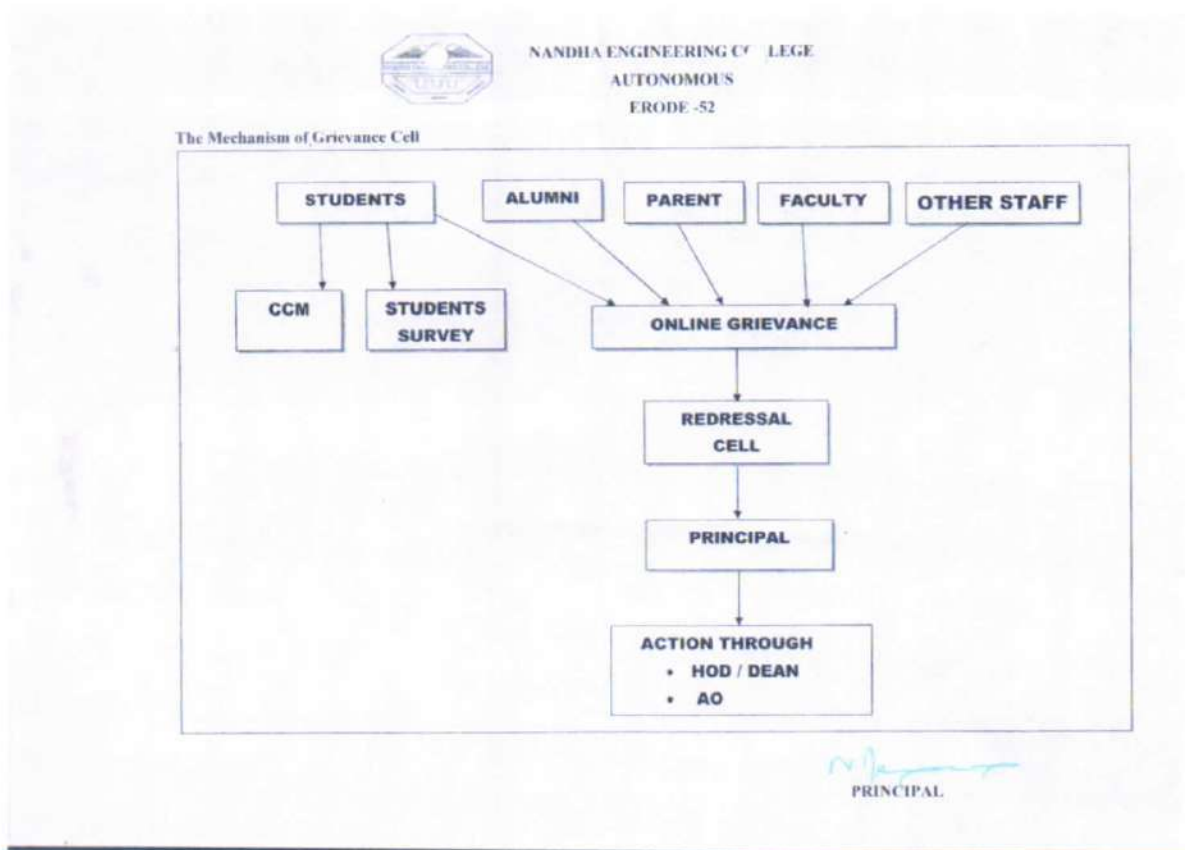 NANDHA ENGINEERING C LEGE
AUTONOMOUS
ERODE -52
The Mechanism of Grievance Cell
STUDENTS
ALUMNI
PARENT
FACULTY
OTHER STAFF
CCM
STUDENTS
SURVEY
ONLINE GRIEVANCE
REDRESSAL
CELL
PRINCIPAL
ACTION THROUGH
• HOD / DEAN
• AO
PRINCIPAL